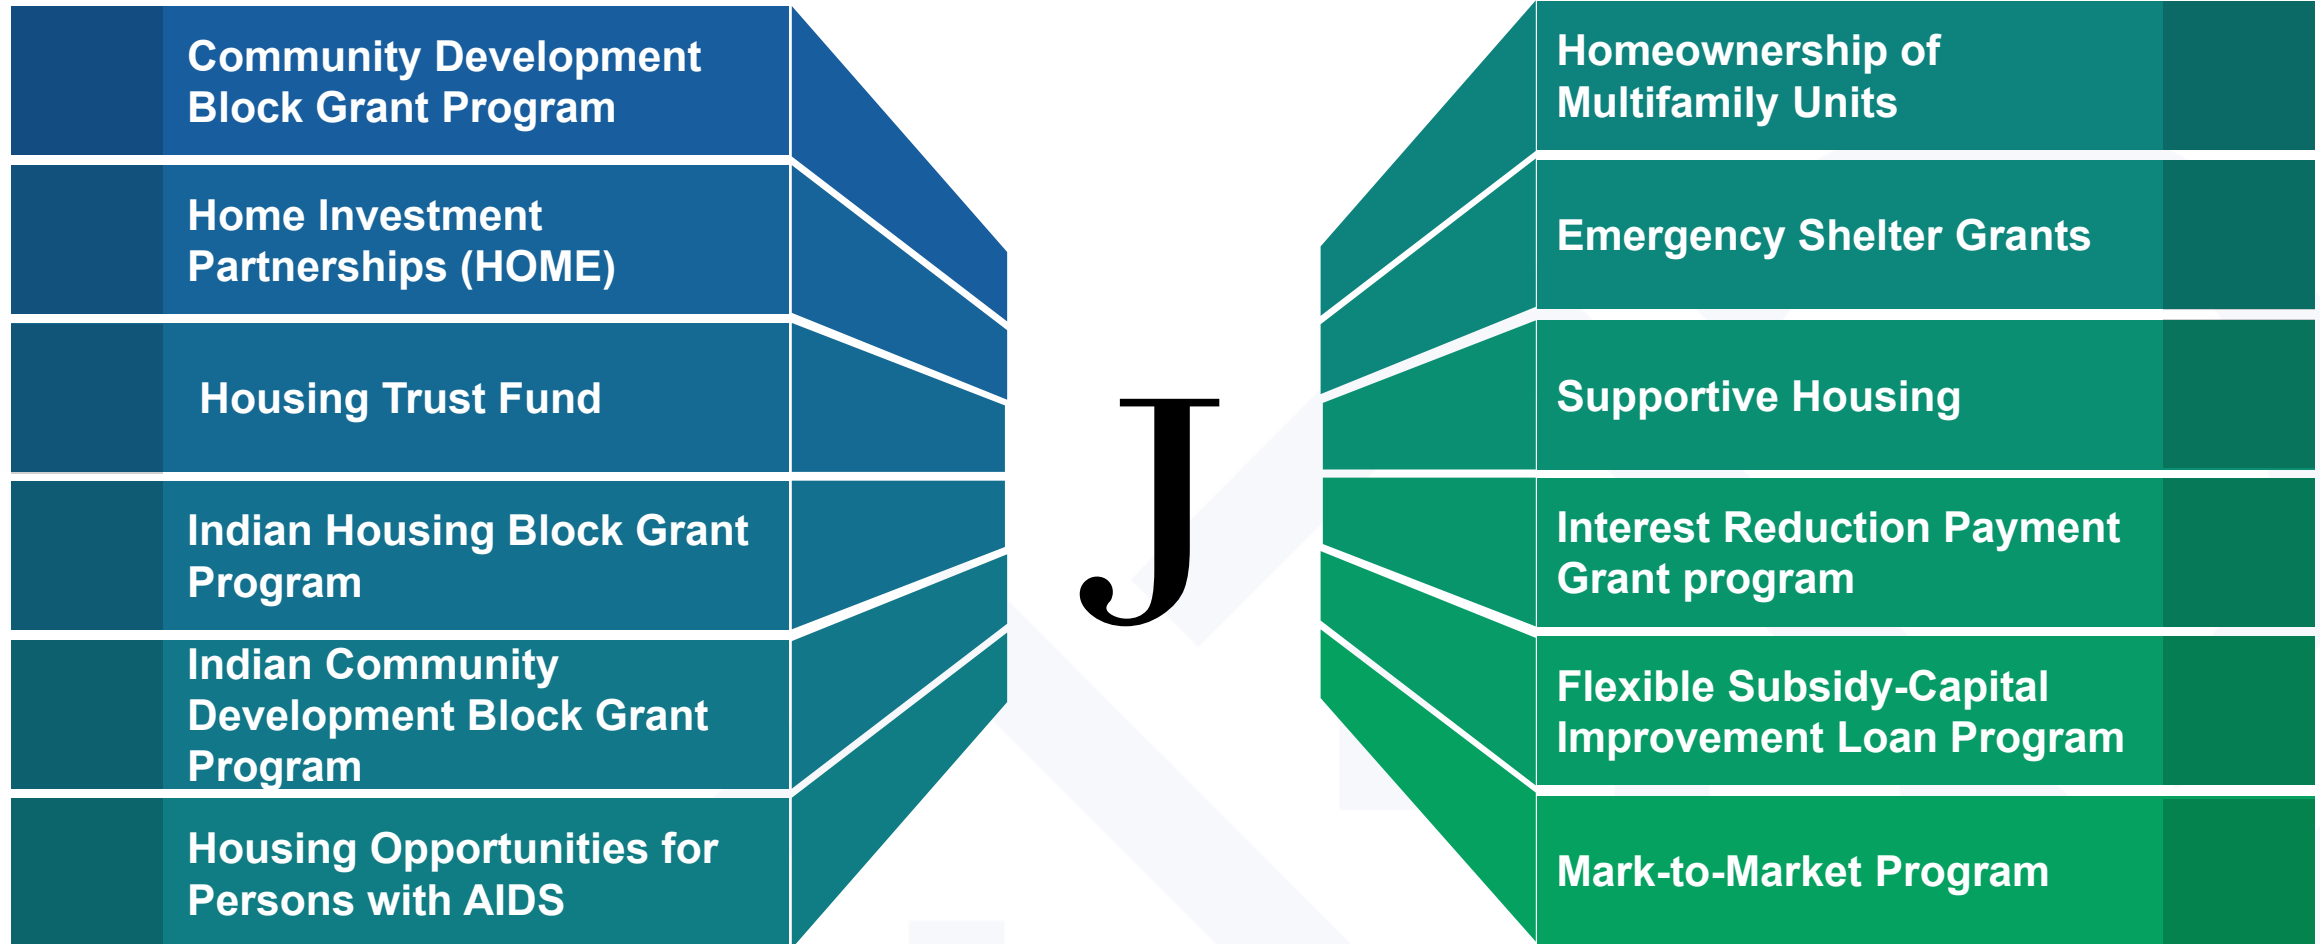 Community Development
Block Grant Program
Home Investment
Partnerships (HOME)
Housing Trust Fund
Indian Housing Block Grant
Program
Indian Community
Development Block Grant
Program
Housing Opportunities for
Persons with AIDS
J
Homeownership of
Multifamily Units
Emergency Shelter Grants
Supportive Housing
Interest Reduction Payment
Grant program
Flexible Subsidy-Capital
Improvement Loan Program
Mark-to-Market Program